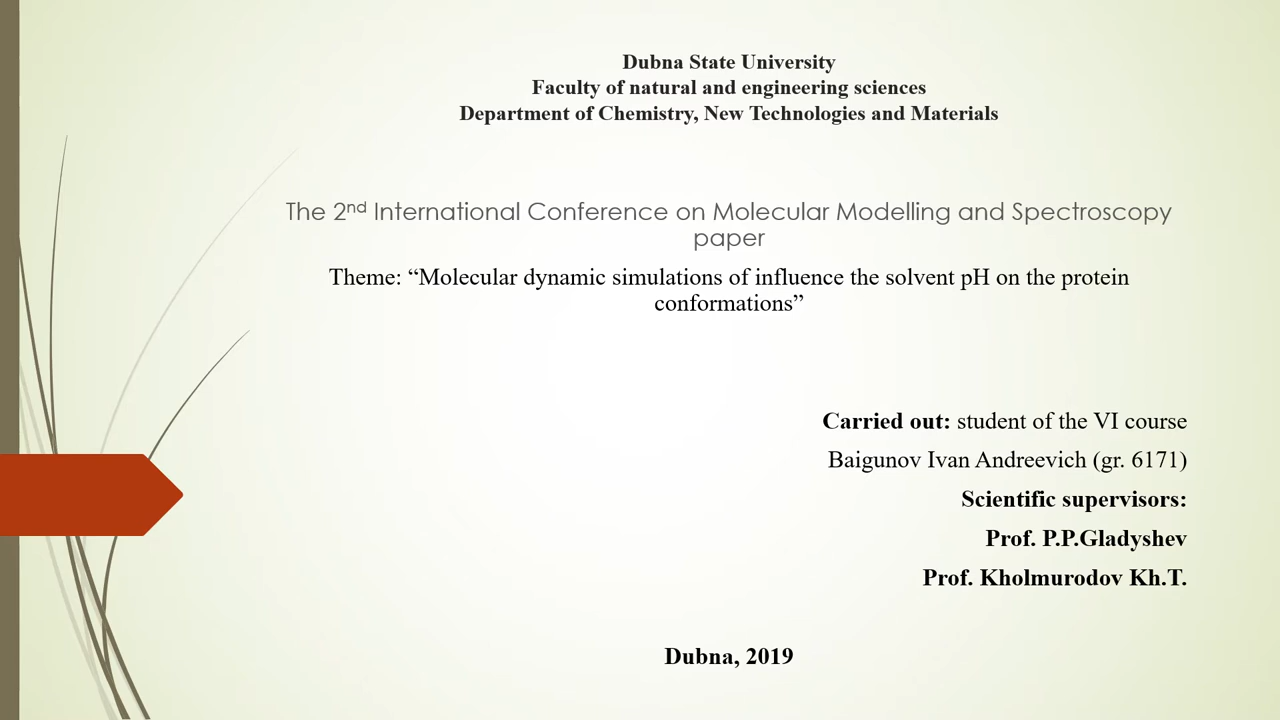 Dubna State University
Faculty of natural and engineering sciences
Department of Chemistry, New Technologies and Materials
The 2nd International Conference on Molecular Modelling and Spectroscopy
paper
Theme: “Molecular dynamic simulations of influence the solvent pH on the protein
conformations”
Carried out: student of the VI course
Baigunov Ivan Andreevich (gr. 6171)
Scientific supervisors:
Prof. P.P.Gladyshev
Prof. Kholmurodov Kh.T.
Dubna, 2019